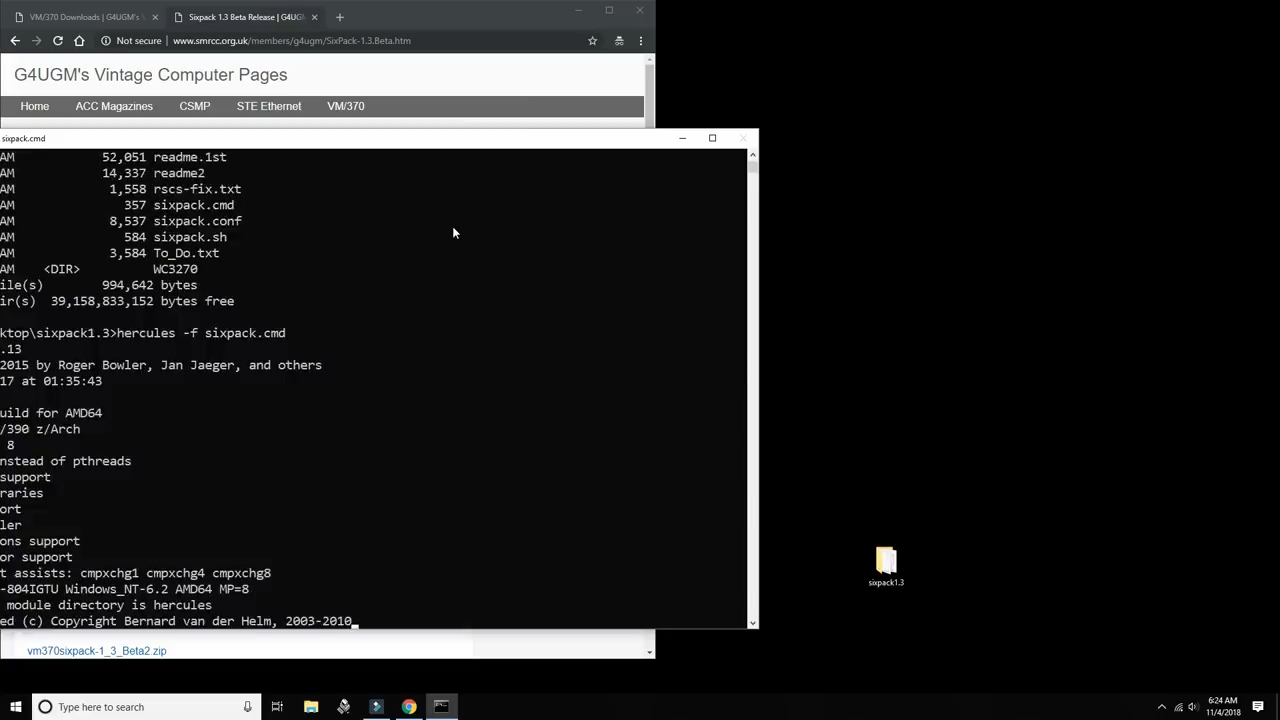 VM/370 Downloads | G4UGM's V
Sixpack 1.3 Beta Release | G4UG
Not secure | www.smrcc.org.uk/members/g4ugm/SixPack-1.3.Beta.htm
G4UGM's Vintage Computer Pages
Home ACC Magazines CSMP STE Ethernet VM/370
sixpack.cmd
AM 52,051 readme.1st
AM 14,337 readme2
AM 1,558 rscs-fix.txt
AM 357 sixpack.cmd
AM 8,537 sixpack.conf
AM 584 sixpack.sh
AM 3,584 To_Do.txt
AM <DIR> WC3270
ile(s) 994,642 bytes
ir(s) 39,158,833,152 bytes free
ktop\sixpack1.3>hercules -f sixpack.cmd
.13
2015 by Roger Bowler, Jan Jaeger, and others
17 at 01:35:43
uild for AMD64
/390 z/Arch
8
nstead of pthreads
support
raries
ort
ler
ons support
or support
t assists: cmpxchg1 cmpxchg4 cmpxchg8
-804IGTU Windows_NT-6.2 AMD64 MP=8
module directory is hercules
ed (c) Copyright Bernard van der Helm, 2003-2010
sixpack1.3
vm370sixpack-1_3_Beta2.zip
Type here to search
6:24 AM
11/4/2018